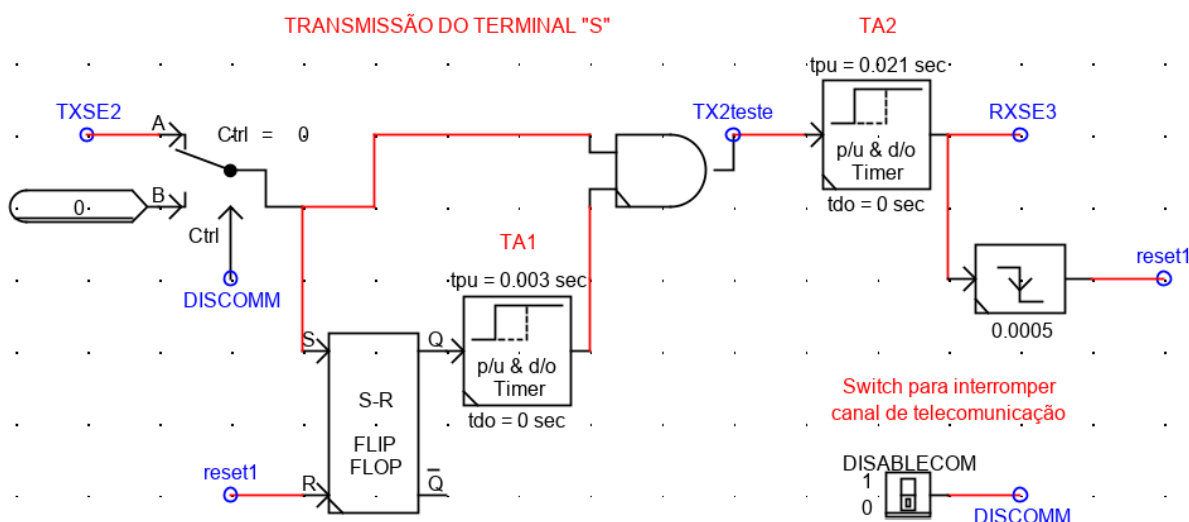 TRANSMISSÃO DO TERMINAL "S"
TA2
tpu = 0.021 sec
TXSE2
A
Ctrl = 0
TX2teste
RXSE3
p/u & d/o
Timer
B
0
tdo = 0 sec
Ctrl
TA1
reset1
tpu = 0.003 sec
DISCOMM
0.0005
S
Q
p/u & d/o
Timer
Switch para interromper
canal de telecomunicação
S-R
tdo = 0 sec
FLIP
FLOP
reset1
R
Q̅
DISABLECOM
1
0
DISCOMM